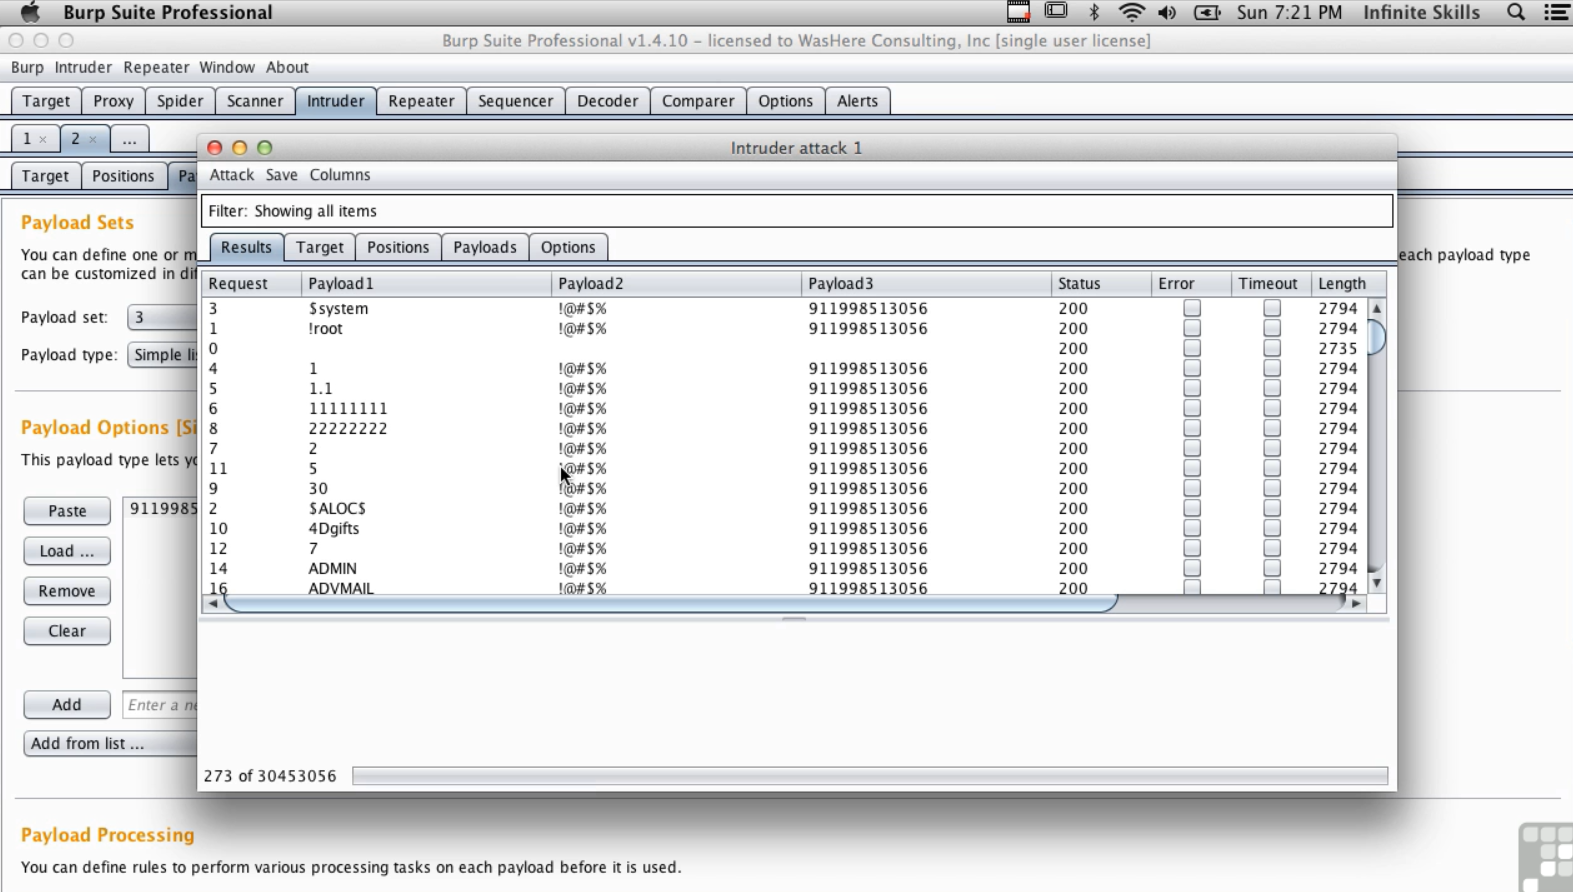 Burp Suite Professional Sun 7:21 PM Infinite Skills
Burp Suite Professional v1.4.10 – licensed to WasHere Consulting, Inc [single user license]
Burp Intruder Repeater Window About
Target Proxy Spider Scanner Intruder Repeater Sequencer Decoder Comparer Options Alerts
1 × 2 × ...
Target Positions Pa
Intruder attack 1
Attack Save Columns
Filter: Showing all items
Results Target Positions Payloads Options
Request Payload1 Payload2 Payload3 Status Error Timeout Length
3 $system !@#$% 911998513056 200 2794
1 !root !@#$% 911998513056 200 2794
0 200 2735
4 1 !@#$% 911998513056 200 2794
5 1.1 !@#$% 911998513056 200 2794
6 11111111 !@#$% 911998513056 200 2794
8 22222222 !@#$% 911998513056 200 2794
7 2 !@#$% 911998513056 200 2794
11 5 !@#$% 911998513056 200 2794
9 30 !@#$% 911998513056 200 2794
2 $ALOC$ !@#$% 911998513056 200 2794
10 4Dgifts !@#$% 911998513056 200 2794
12 7 !@#$% 911998513056 200 2794
14 ADMIN !@#$% 911998513056 200 2794
16 ADVMAIL !@#$% 911998513056 200 2794
273 of 30453056
Payload Sets
You can define one or m
each payload type
can be customized in dif
Payload set: 3
Payload type: Simple lis
Payload Options [Si
This payload type lets yo
Paste 9119985
Load ...
Remove
Clear
Add Enter a ne
Add from list ...
Payload Processing
You can define rules to perform various processing tasks on each payload before it is used.